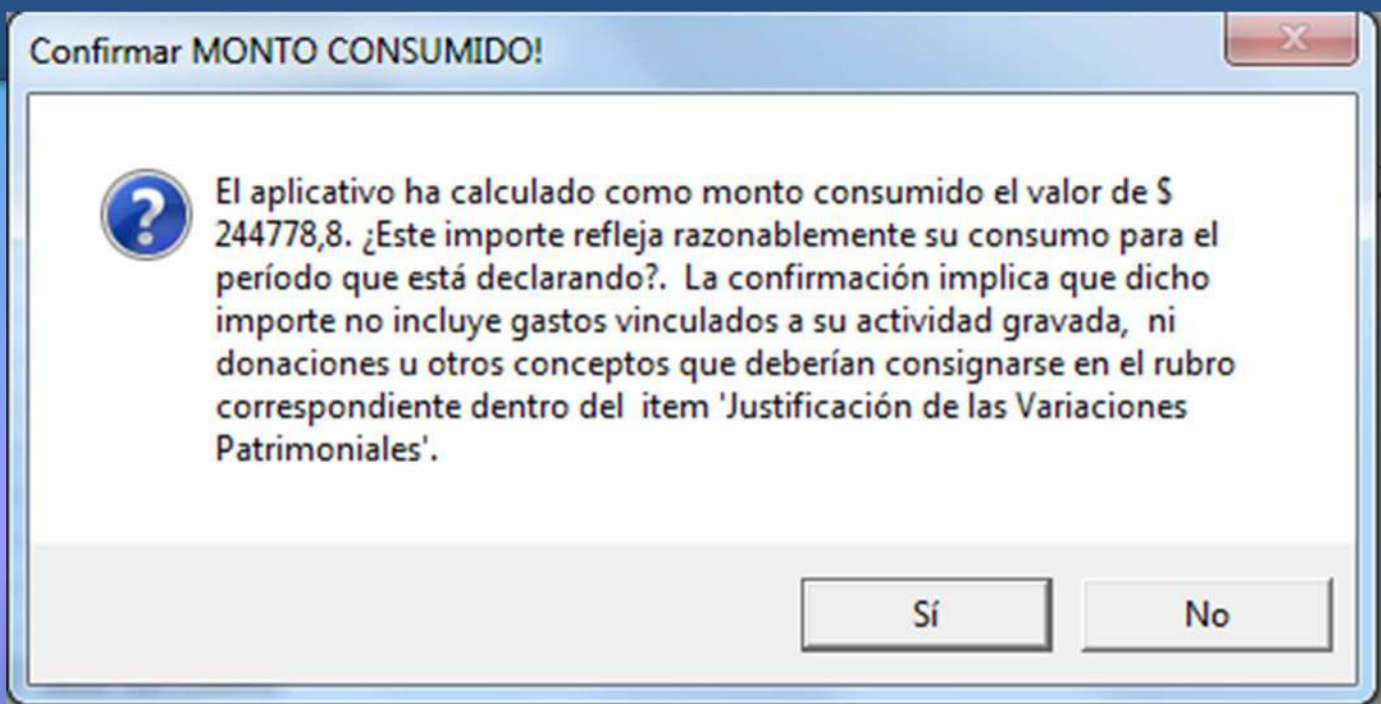 Confirmar MONTO CONSUMIDO!
El aplicativo ha calculado como monto consumido el valor de $
244778,8. ¿Este importe refleja razonablemente su consumo para el
período que está declarando?.  La confirmación implica que dicho
importe no incluye gastos vinculados a su actividad gravada,  ni
donaciones u otros conceptos que deberían consignarse en el rubro
correspondiente dentro del  item 'Justificación de las Variaciones
Patrimoniales'.
Sí
No